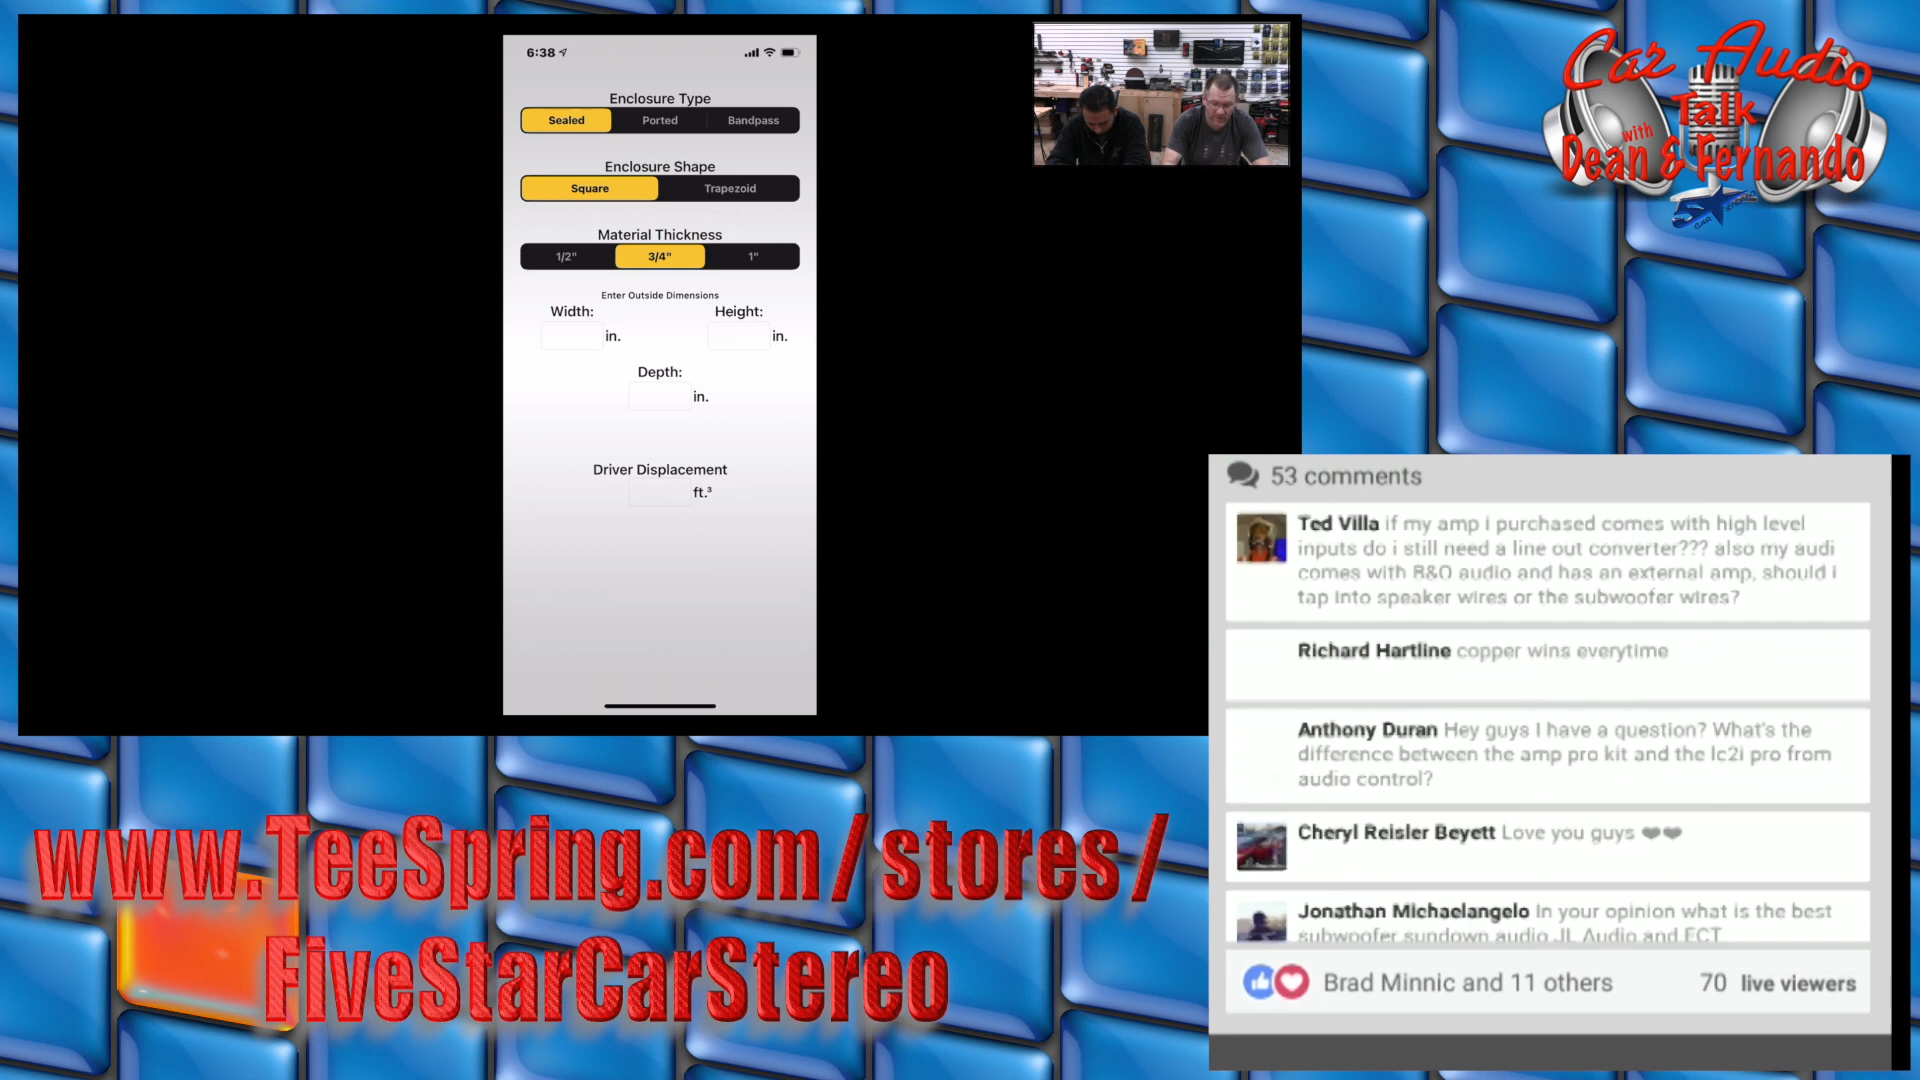 6:38
Enclosure Type
Sealed Ported Bandpass
Enclosure Shape
Square Trapezoid
Material Thickness
1/2" 3/4" 1"
Enter Outside Dimensions
Width: Height:
in. in.
Depth:
in.
Driver Displacement
ft.³
Car Audio
Talk
with
Dean & Fernando
53 comments
Ted Villa if my amp i purchased comes with high level
inputs do i still need a line out converter??? also my audi
comes with B&O audio and has an external amp, should i
tap into speaker wires or the subwoofer wires?
Richard Hartline copper wins everytime
Anthony Duran Hey guys I have a question? What's the
difference between the amp pro kit and the lc2i pro from
audio control?
Cheryl Reisler Beyett Love you guys ❤❤
Jonathan Michaelangelo In your opinion what is the best
subwoofer sundown audio JL Audio and ECT
Brad Minnic and 11 others 70 live viewers
www.TeeSpring.com/stores/
FiveStarCarStereo